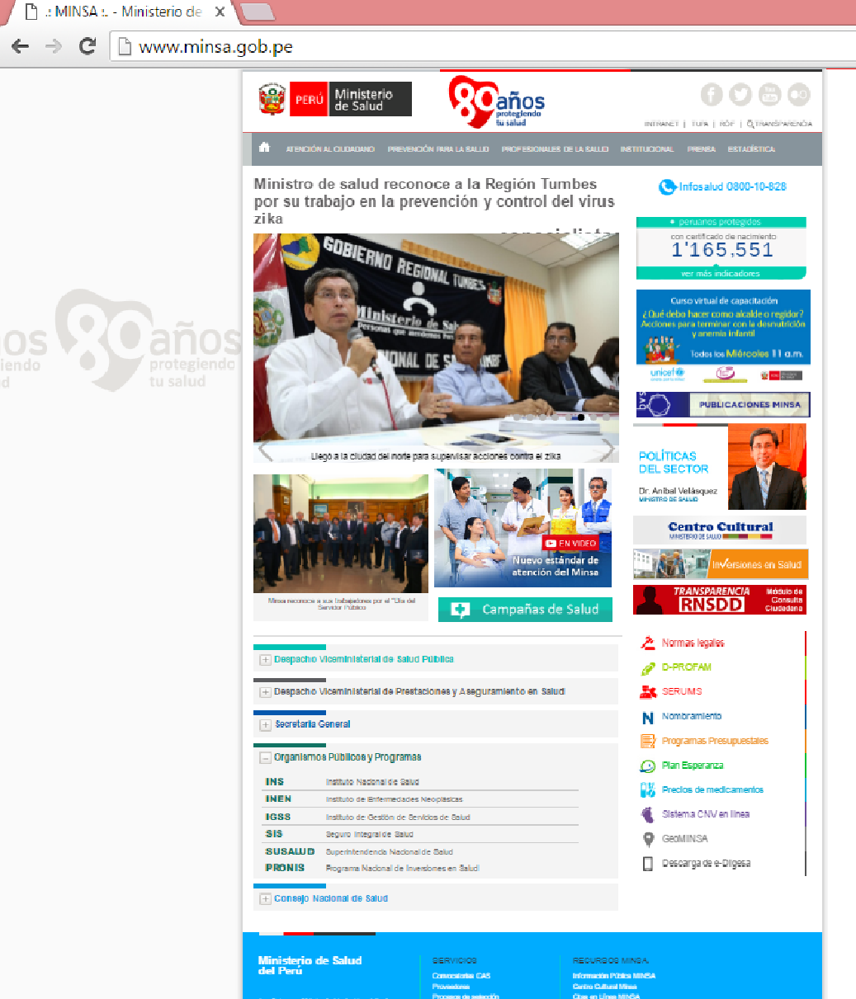 .: MINSA :. - Ministerio de
www.minsa.gob.pe
PERÚ
Ministerio
de Salud
80 años
protegiendo
tu salud
INTRANET | TUPA | ROF | TRANSPARENCIA
ATENCIÓN AL CIUDADANO PREVENCIÓN PARA LA SALUD PROFESIONALES DE LA SALUD INSTITUCIONAL PRENSA ESTADÍSTICA
Ministro de salud reconoce a la Región Tumbes
por su trabajo en la prevención y control del virus
zika
GOBIERNO REGIONAL TUMBES
Ministerio de Sal
Personas que atendemos Pers
Llegó a la ciudad del norte para supervisar acciones contra el zika
Minsa reconoce a sus trabajadores por el "Día del
Servidor Público
EN VIDEO
Nuevo estándar de
atención del Minsa
Campañas de Salud
Infosalud 0800-10-828
+ peruanos protegidos
con certificado de nacimiento
1'165,551
ver más indicadores
Curso virtual de capacitación
¿Qué debo hacer como alcalde o regidor?
Acciones para terminar con la desnutrición
y anemia infantil
Todos los Miércoles 11 a.m.
unicef
PUBLICACIONES MINSA
POLÍTICAS
DEL SECTOR
Dr. Aníbal Velásquez
MINISTRO DE SALUD
Centro Cultural
MINISTERIO DE SALUD
Inversiones en Salud
TRANSPARENCIA
RNSDD
Módulo de
Consulta
Ciudadana
Normas legales
D-PROFAM
SERUMS
Nombramiento
Programas Presupuestales
Plan Esperanza
Precios de medicamentos
Sistema CNV en línea
GeoMINSA
Descarga de e-Digesa
Despacho Viceministerial de Salud Pública
Despacho Viceministerial de Prestaciones y Aseguramiento en Salud
Secretaría General
Organismos Públicos y Programas
INS Instituto Nacional de Salud
INEN Instituto de Enfermedades Neoplásicas
IGSS Instituto de Gestión de Servicios de Salud
SIS Seguro Integral de Salud
SUSALUD Superintendencia Nacional de Salud
PRONIS Programa Nacional de Inversiones en Salud
Consejo Nacional de Salud
Ministerio de Salud
del Perú
SERVICIOS
Convocatorias CAS
Proveedores
Procesos de selección
RECURSOS MINSA
Información Pública MINSA
Centro Cultural Minsa
Citas en Línea MINSA
años
protegiendo
tu salud